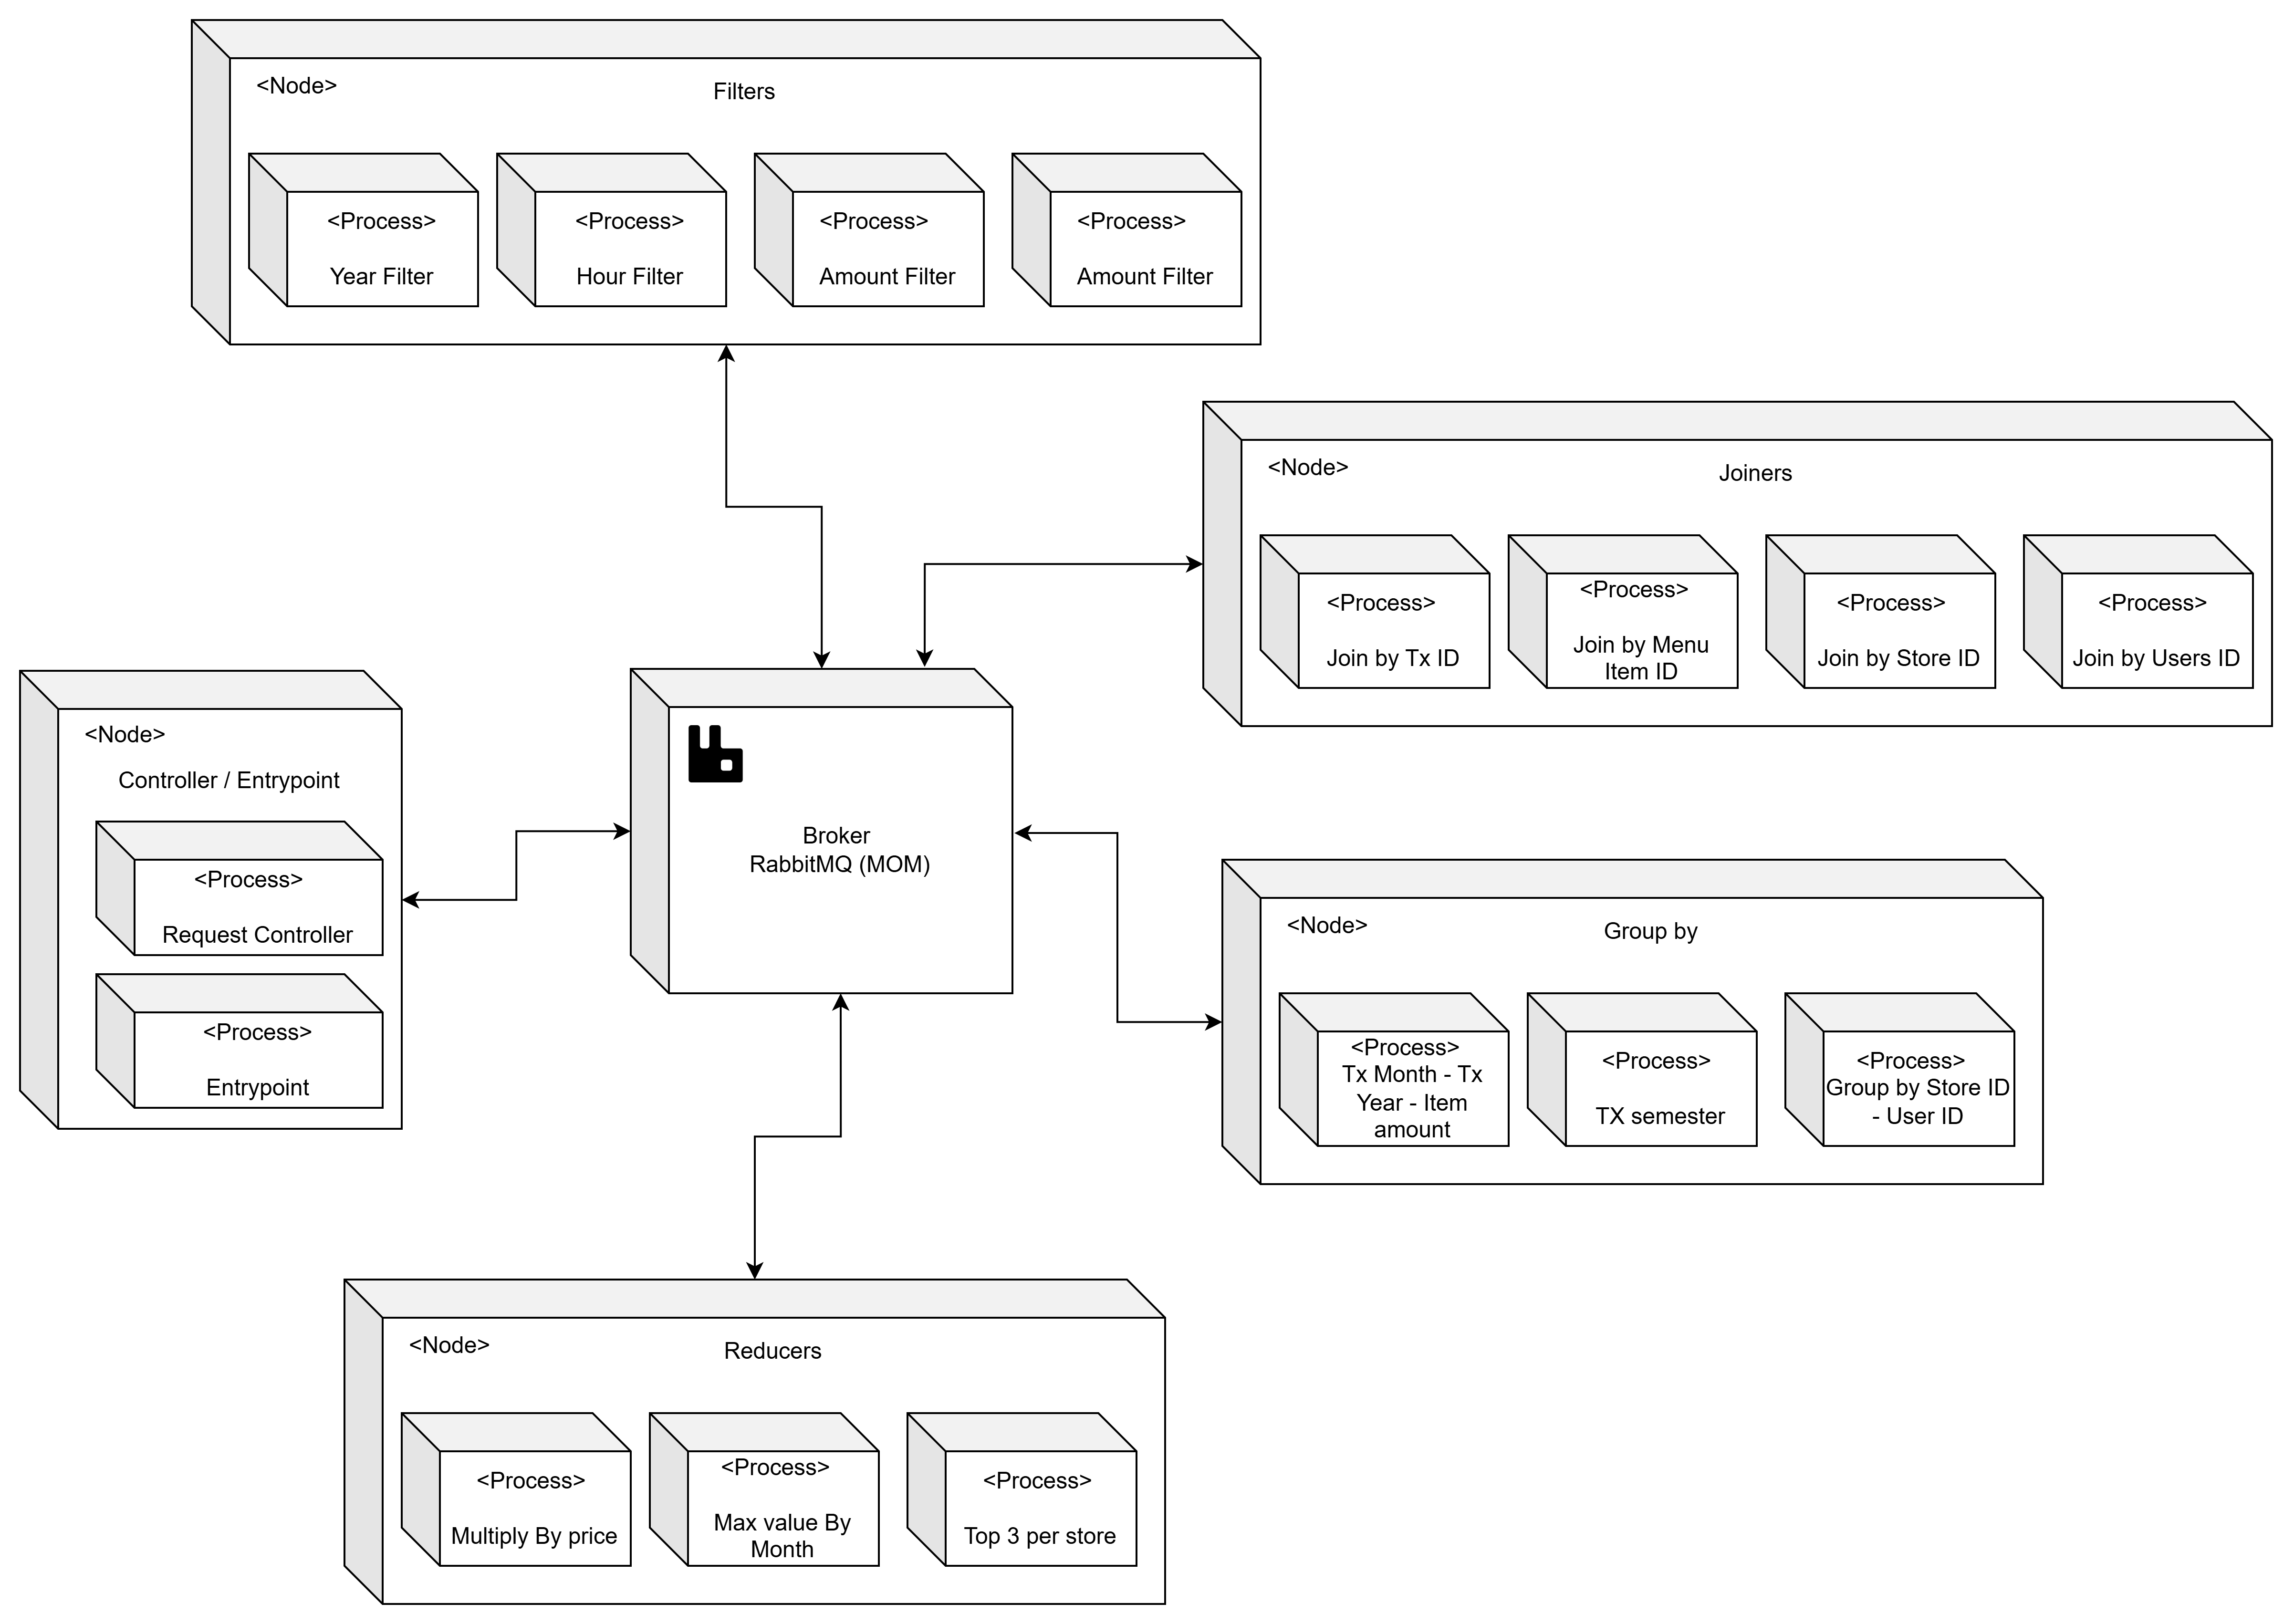 <Node>
Filters
<Process>
Year Filter
<Process>
Hour Filter
<Process>
Amount Filter
<Process>
Amount Filter
<Node>
Joiners
<Process>
Join by Tx ID
<Process>
Join by Menu
Item ID
<Process>
Join by Store ID
<Process>
Join by Users ID
<Node>
Controller / Entrypoint
<Process>
Request Controller
<Process>
Entrypoint
Broker
RabbitMQ (MOM)
<Node>
Group by
<Process>
Tx Month - Tx
Year - Item
amount
<Process>
TX semester
<Process>
Group by Store ID
- User ID
<Node>
Reducers
<Process>
Multiply By price
<Process>
Max value By
Month
<Process>
Top 3 per store